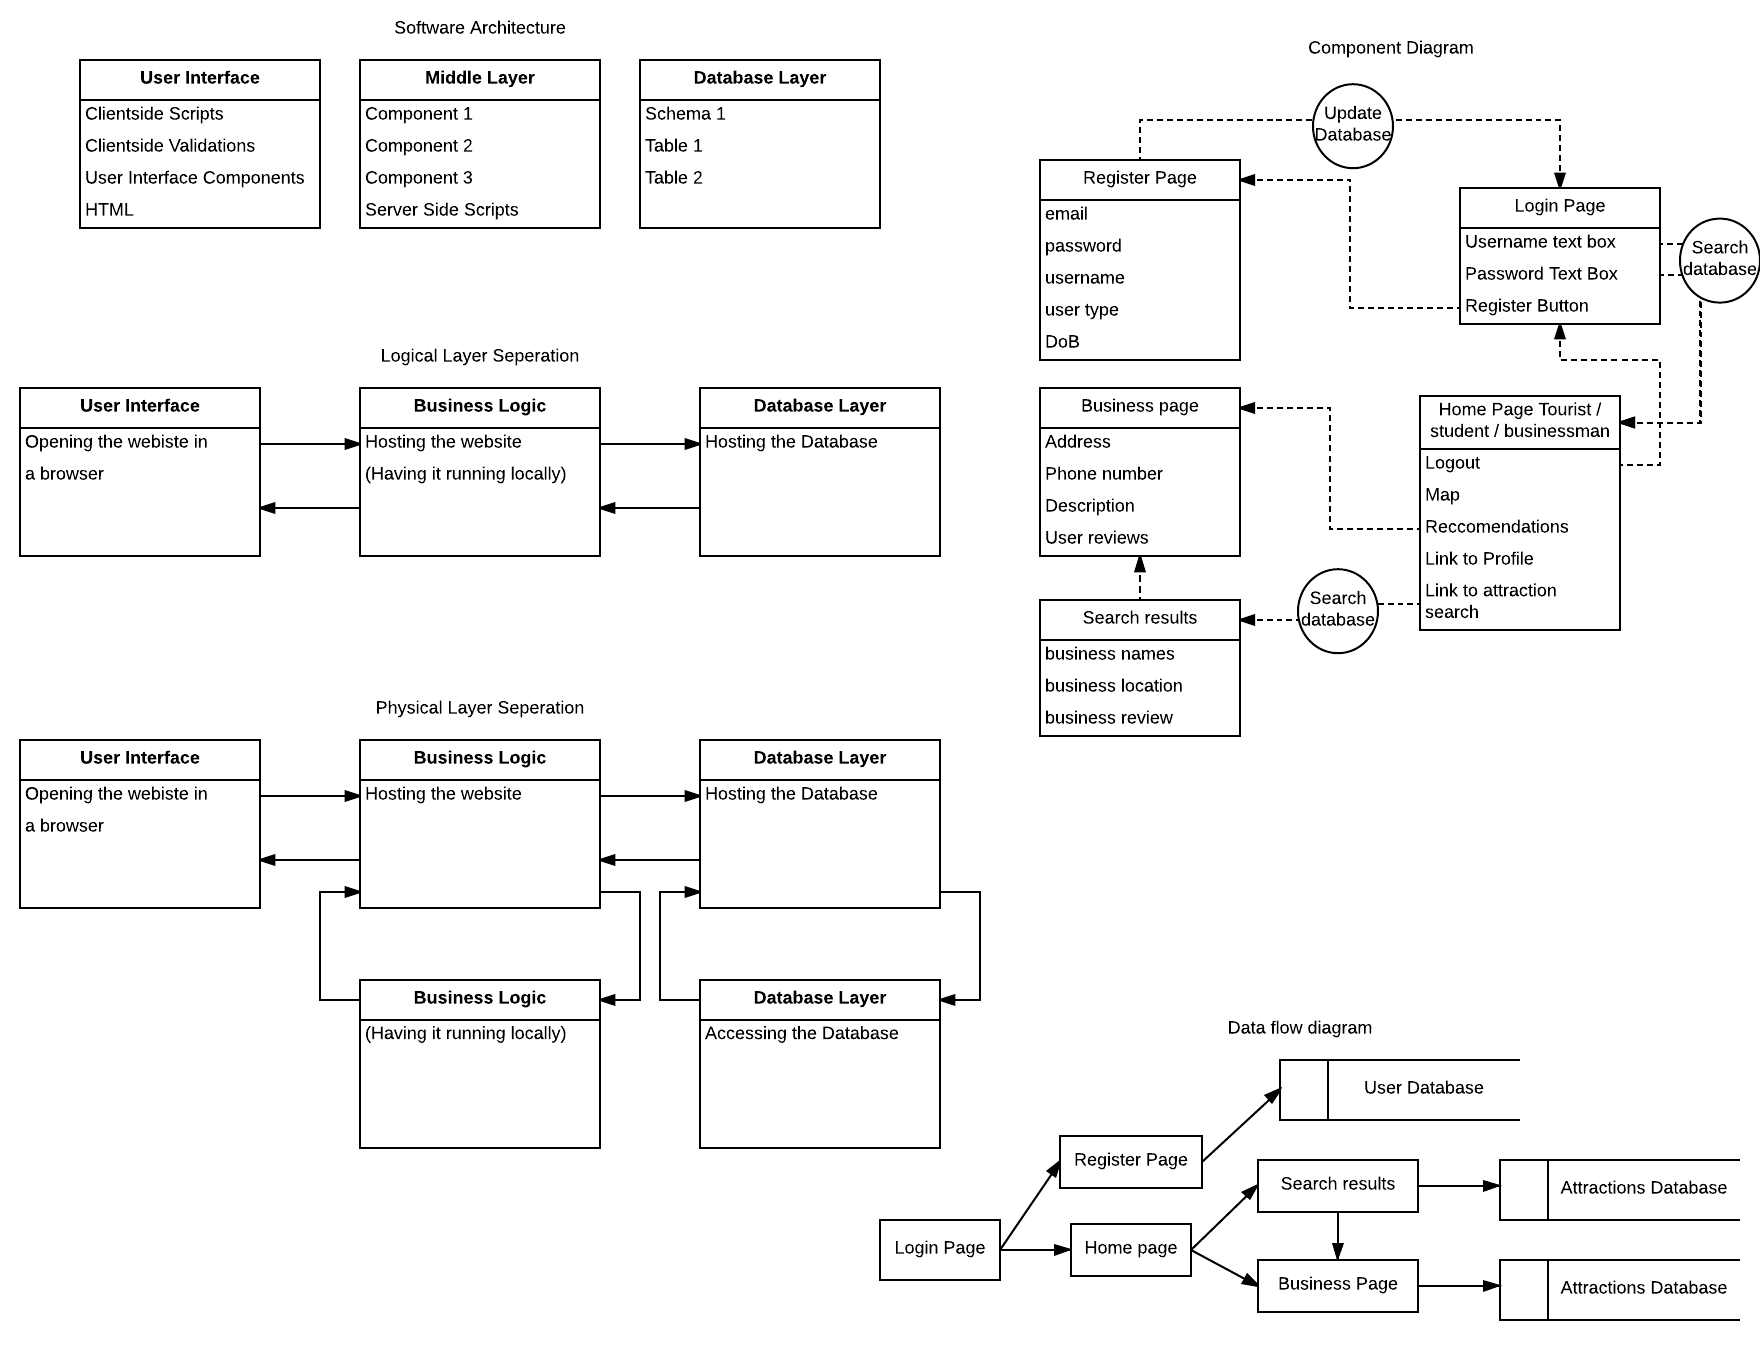 Software Architecture
User Interface
Clientside Scripts
Clientside Validations
User Interface Components
HTML
Middle Layer
Component 1
Component 2
Component 3
Server Side Scripts
Database Layer
Schema 1
Table 1
Table 2
Logical Layer Seperation
User Interface
Opening the webiste in
a browser
Business Logic
Hosting the website
(Having it running locally)
Database Layer
Hosting the Database
Physical Layer Seperation
User Interface
Opening the webiste in
a browser
Business Logic
Hosting the website
Database Layer
Hosting the Database
Business Logic
(Having it running locally)
Database Layer
Accessing the Database
Component Diagram
Update
Database
Register Page
email
password
username
user type
DoB
Login Page
Username text box
Password Text Box
Register Button
Search
database
Business page
Address
Phone number
Description
User reviews
Home Page Tourist /
student / businessman
Logout
Map
Reccomendations
Link to Profile
Link to attraction
search
Search
database
Search results
business names
business location
business review
Data flow diagram
User Database
Register Page
Search results
Attractions Database
Login Page
Home page
Business Page
Attractions Database